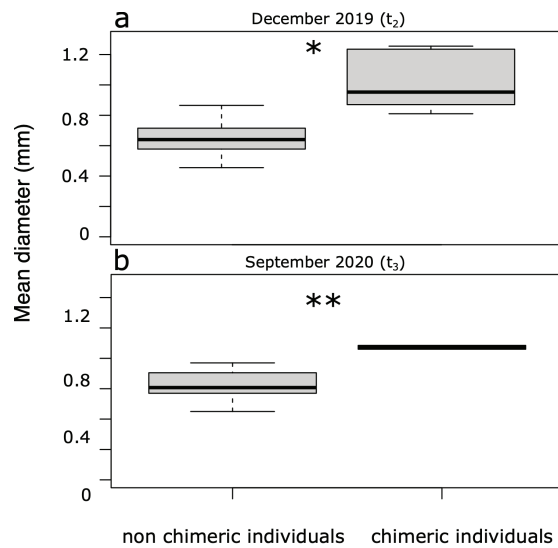 a
December 2019 (t₂)
*
1.2
0.8
0.4
0
Mean diameter (mm)
b
September 2020 (t₃)
**
1.2
0.8
0.4
0
non chimeric individuals
chimeric individuals